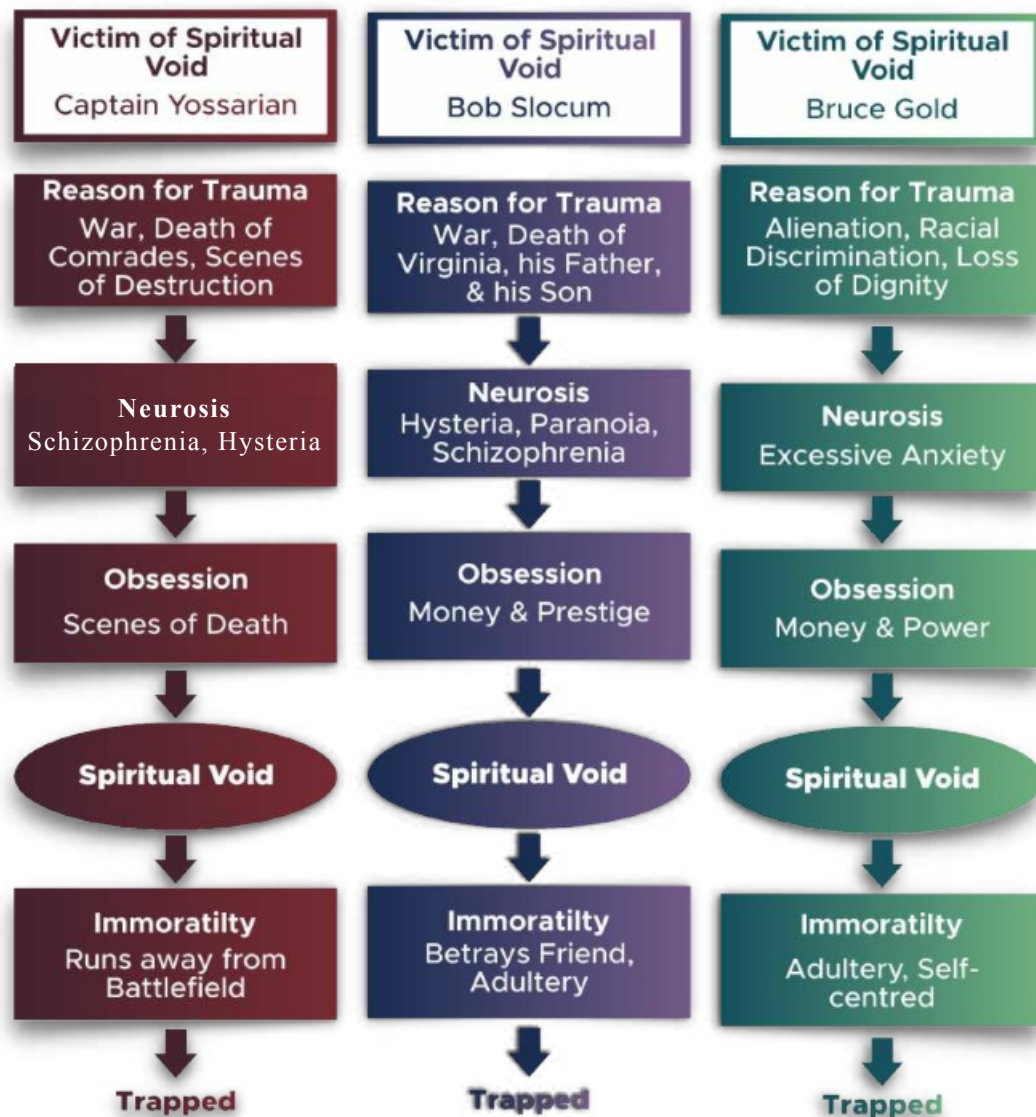 Victim of Spiritual
Void
Captain Yossarian
Reason for Trauma
War, Death of
Comrades, Scenes
of Destruction
Neurosis
Schizophrenia, Hysteria
Obsession
Scenes of Death
Spiritual Void
Immoratilty
Runs away from
Battlefield
Trapped
Victim of Spiritual
Void
Bob Slocum
Reason for Trauma
War, Death of
Virginia, his Father,
& his Son
Neurosis
Hysteria, Paranoia,
Schizophrenia
Obsession
Money & Prestige
Spiritual Void
Immoratilty
Betrays Friend,
Adultery
Trapped
Victim of Spiritual
Void
Bruce Gold
Reason for Trauma
Alienation, Racial
Discrimination, Loss
of Dignity
Neurosis
Excessive Anxiety
Obsession
Money & Power
Spiritual Void
Immoratilty
Adultery, Self-
centred
Trapped